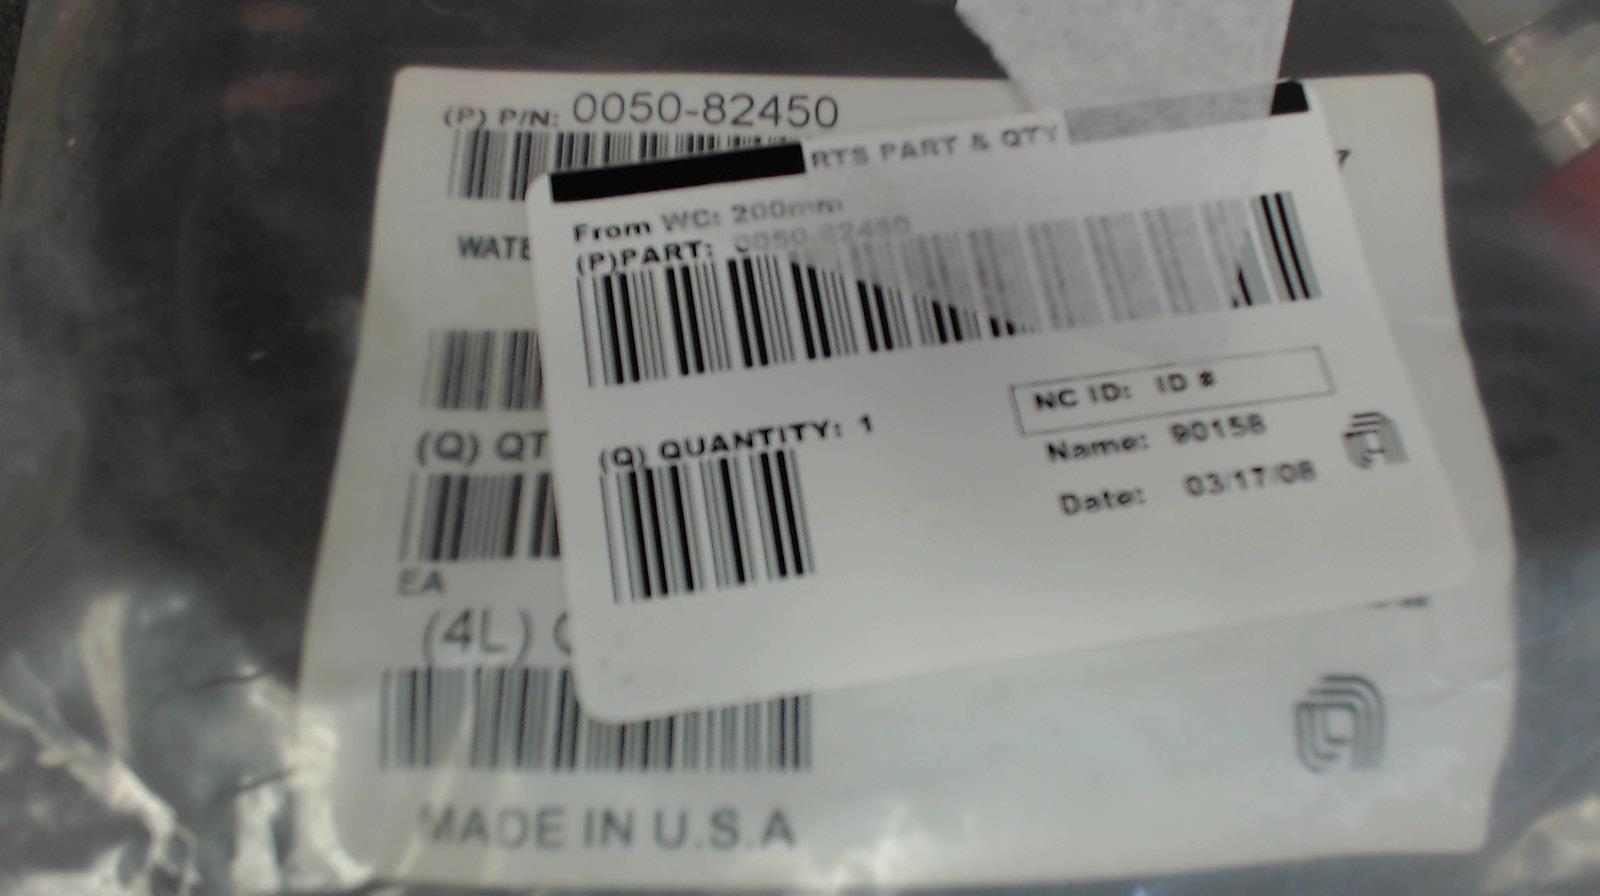 (P) P/N: 0050-82450
RTS PART & QTY
7
From WC: 200mm
(P)PART: 0050-82450
WATE
NC ID: ID #
(Q) QUANTITY: 1
Name: 90158
(Q) QT
Date: 03/17/08
EA
(4L)
MADE IN U.S.A